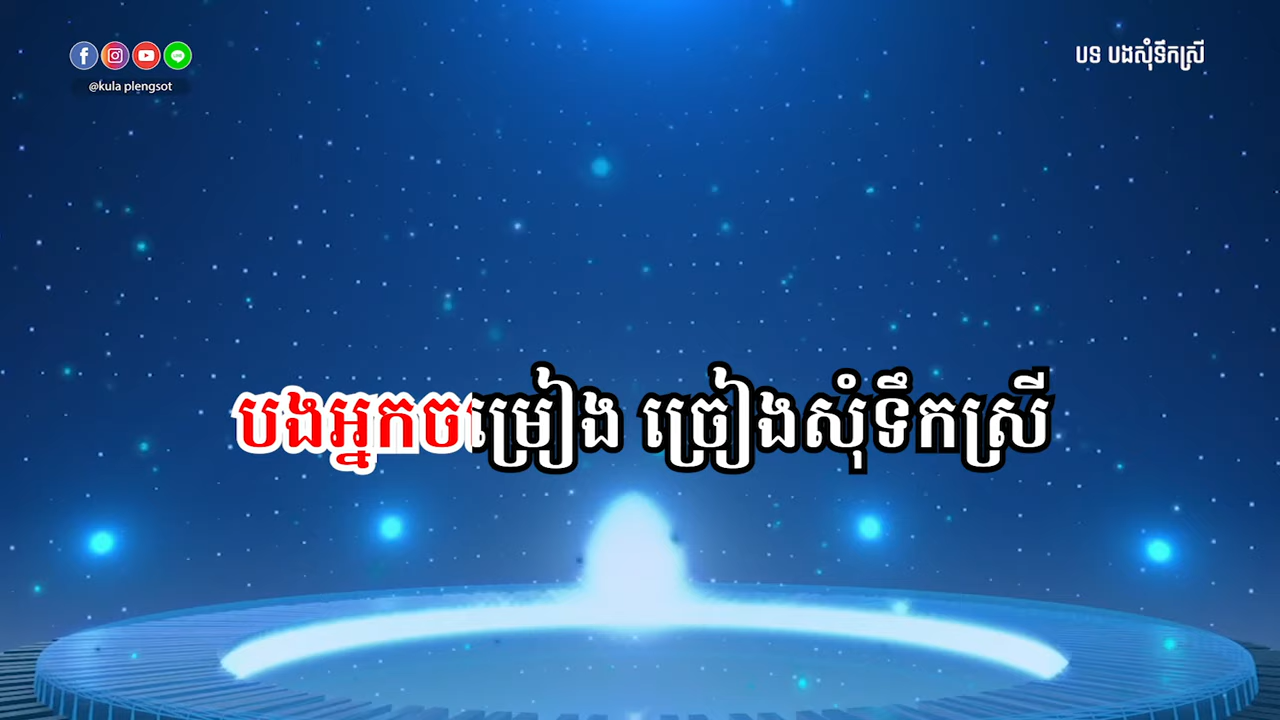 @kula plengsot
បទ បងសុំទឹកស្រី
បងអ្នកចម្រៀង ច្រៀងសុំទឹកស្រី